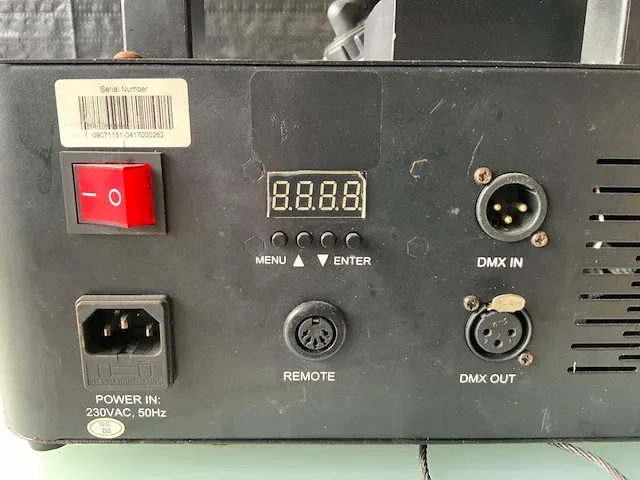 Serial Number
09071161-0417000262
8.8.8.8.
MENU ▲ ▼ ENTER
DMX IN
REMOTE
DMX OUT
POWER IN:
230VAC, 50Hz
Q.C
03